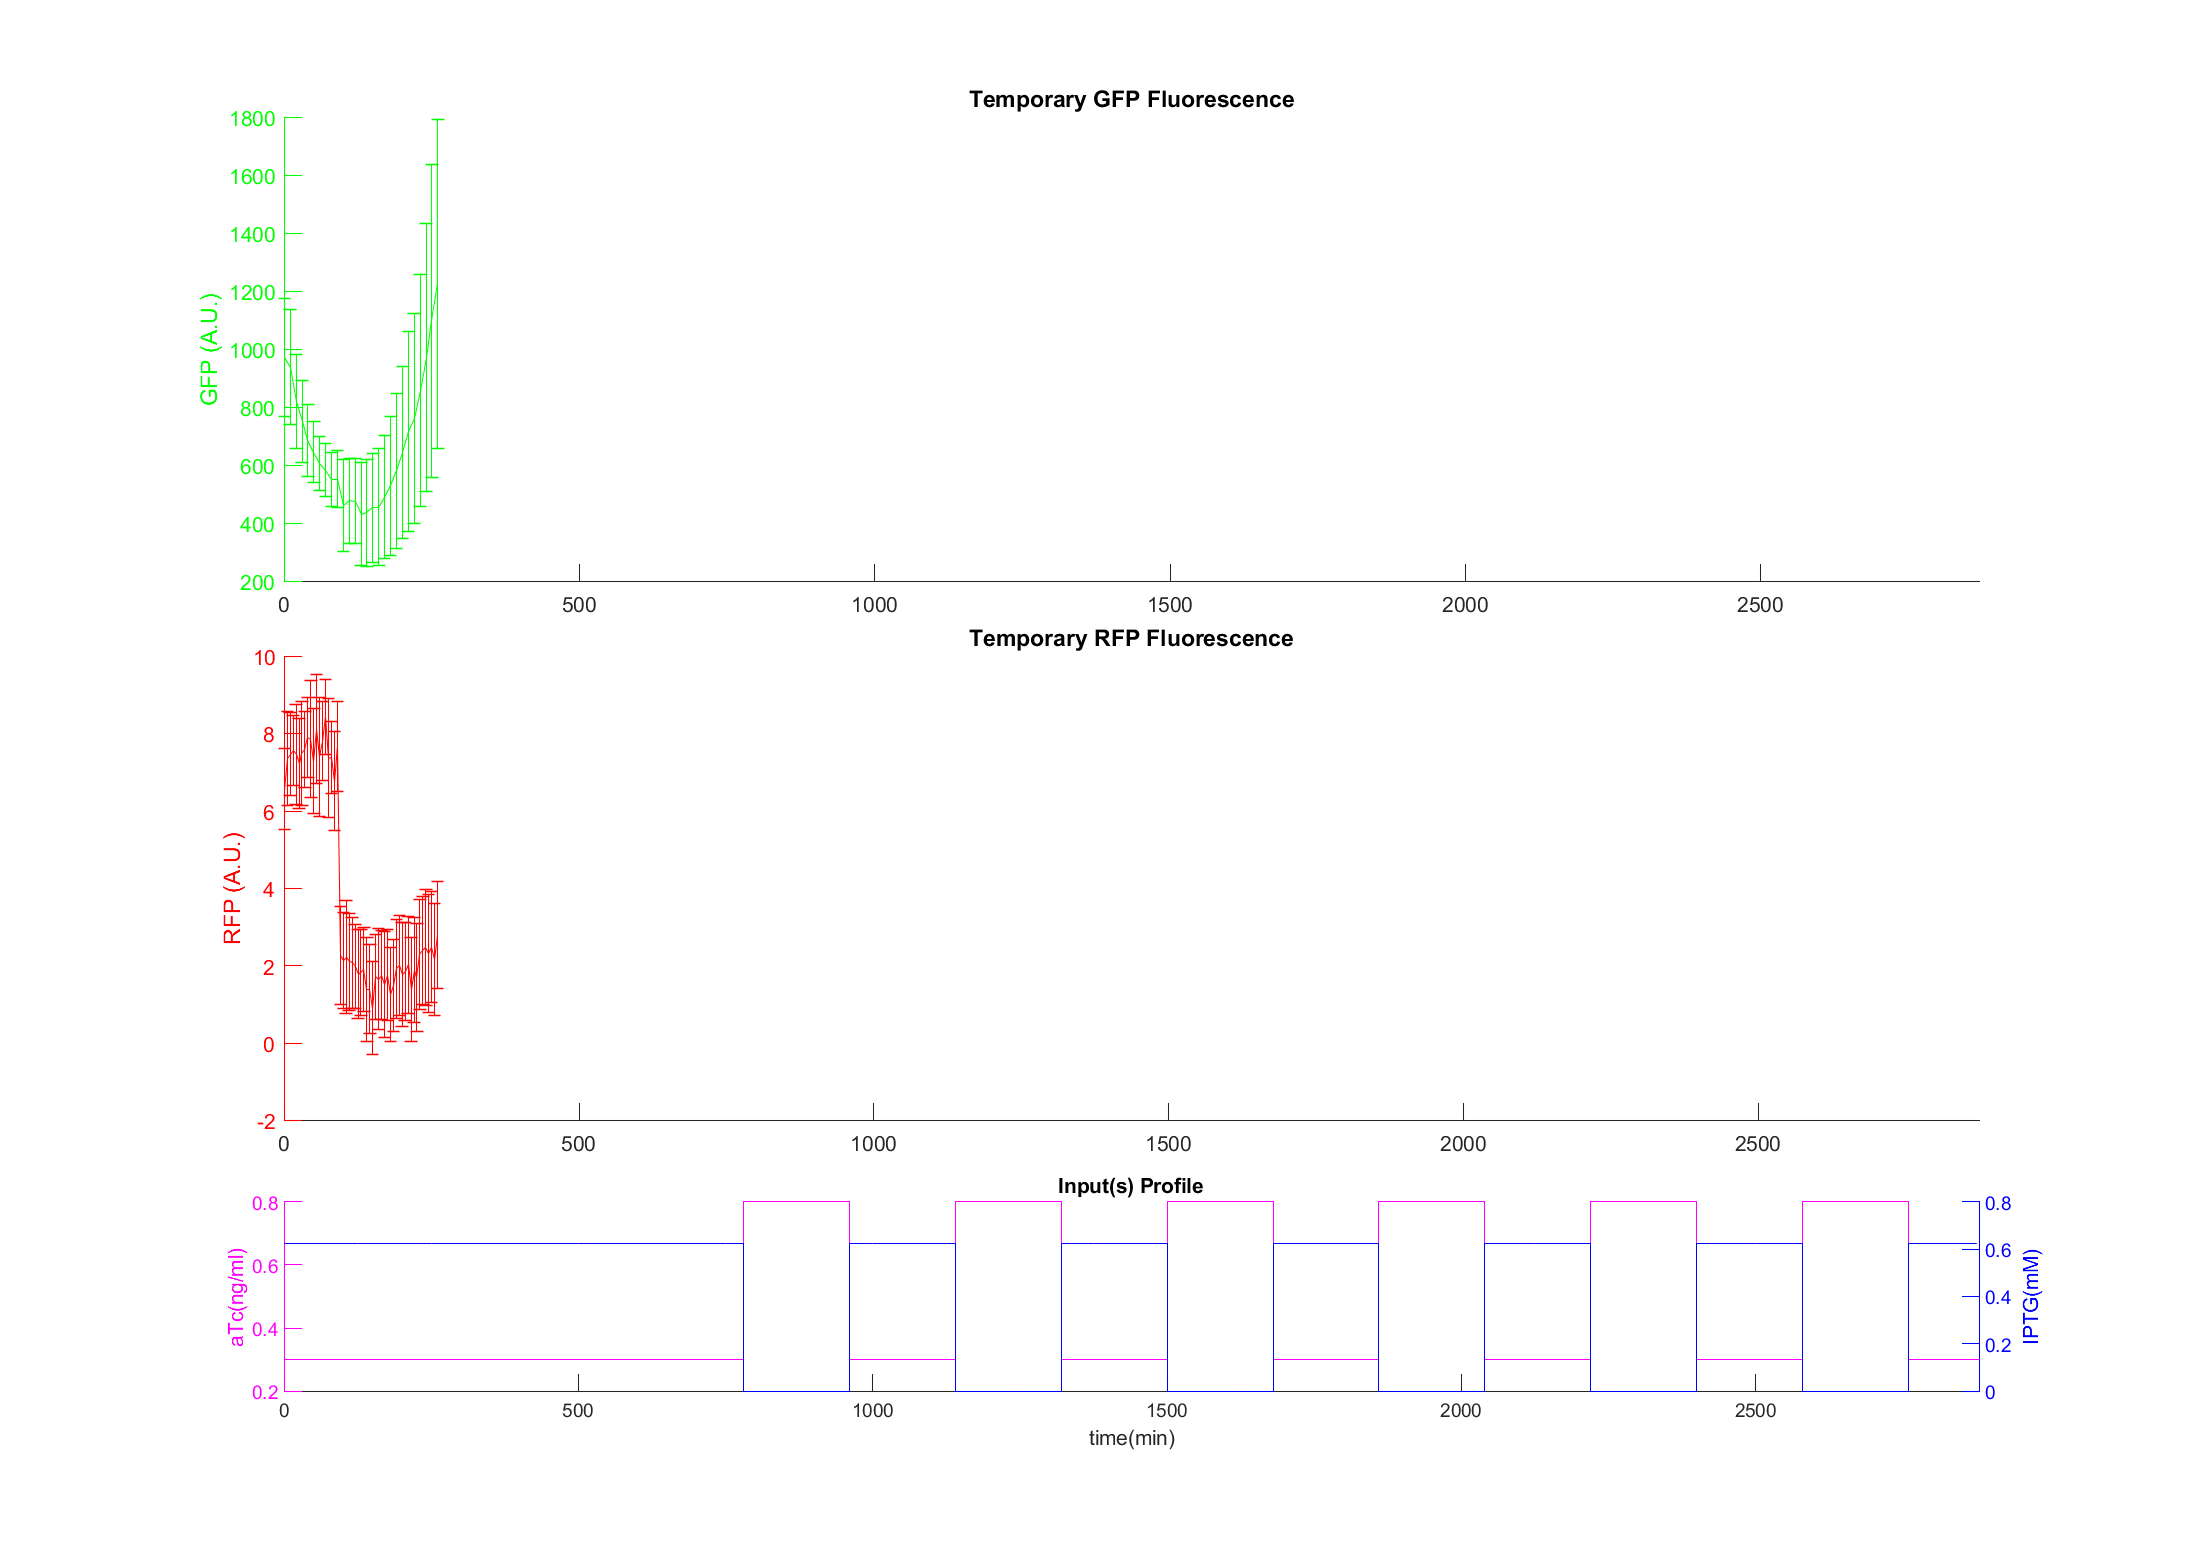 Temporary GFP Fluorescence
1800
1600
1400
1200
1000
800
600
400
200
GFP (A.U.)
0 500 1000 1500 2000 2500
Temporary RFP Fluorescence
10
8
6
4
2
0
-2
RFP (A.U.)
0 500 1000 1500 2000 2500
Input(s) Profile
0.8
0.6
0.4
0.2
aTc(ng/ml)
0.8
0.6
0.4
0.2
0
IPTG(mM)
0 500 1000 1500 2000 2500
time(min)